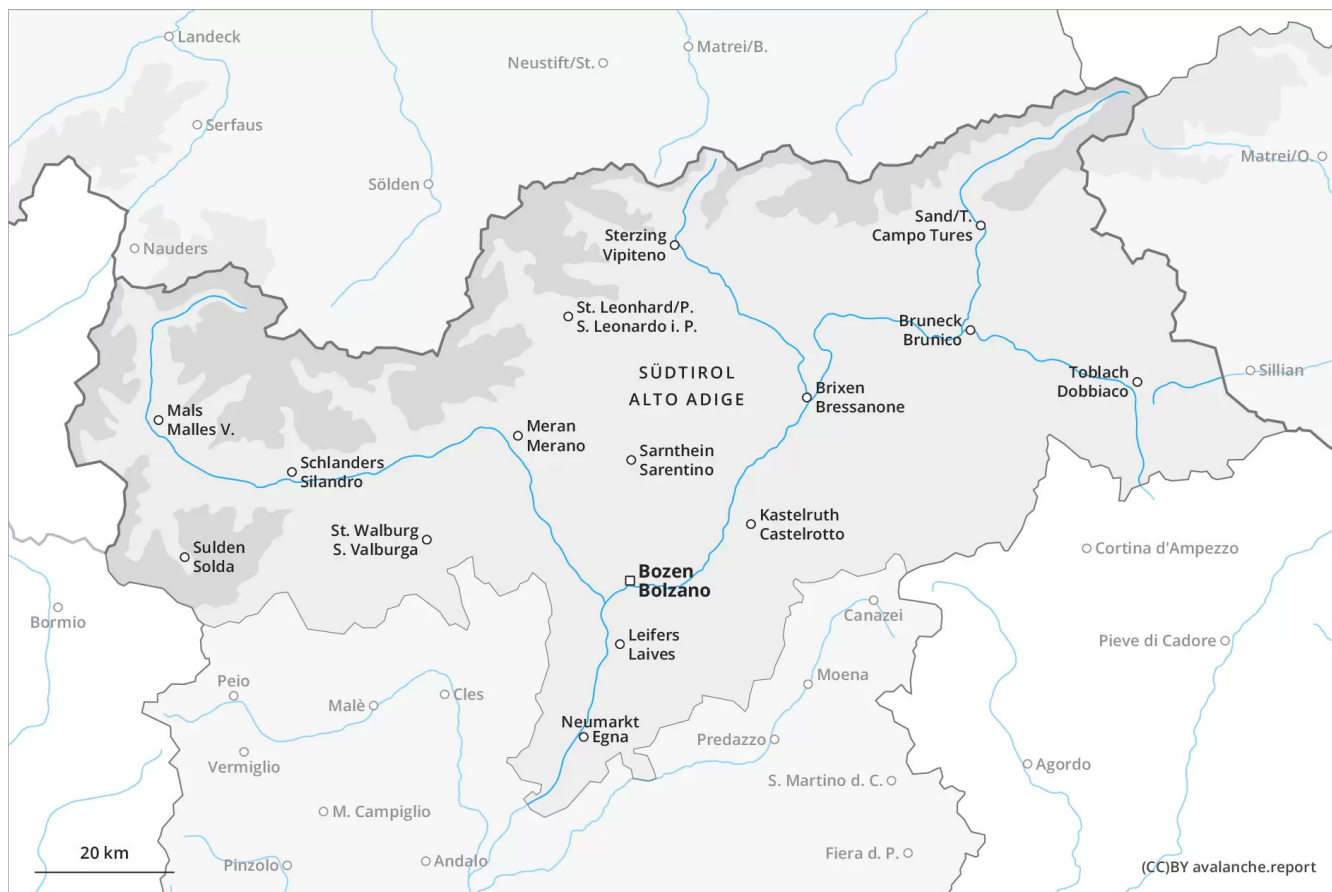 Landeck
Matrei/B.
Neustift/St.
Serfaus
Matrei/O.
Sölden
Sand/T.
Campo Tures
Sterzing
Vipiteno
Nauders
St. Leonhard/P.
S. Leonardo i. P.
Bruneck
Brunico
SÜDTIROL
ALTO ADIGE
Toblach
Dobbiaco
Sillian
Brixen
Bressanone
Mals
Malles V.
Meran
Merano
Sarnthein
Sarentino
Schlanders
Silandro
Kastelruth
Castelrotto
St. Walburg
S. Valburga
Sulden
Solda
Cortina d'Ampezzo
Bozen
Bolzano
Bormio
Canazei
Leifers
Laives
Pieve di Cadore
Peio
Moena
Malè
Cles
Neumarkt
Egna
Predazzo
Vermiglio
Agordo
S. Martino d. C.
M. Campiglio
20 km
Pinzolo
Andalo
Fiera d. P.
(CC)BY avalanche.report